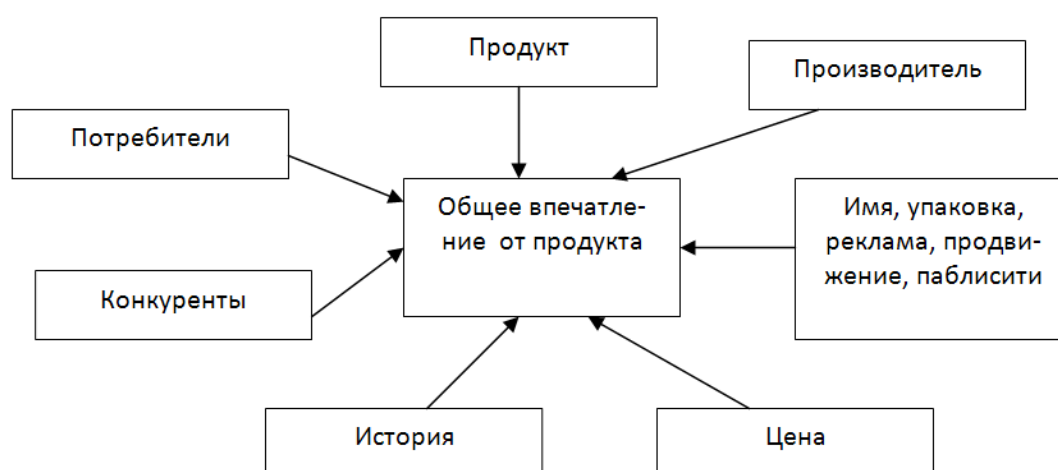 Продукт
Производитель
Потребители
Общее впечатле-
ние от продукта
Имя, упаковка,
реклама, продви-
жение, паблисити
Конкуренты
История
Цена